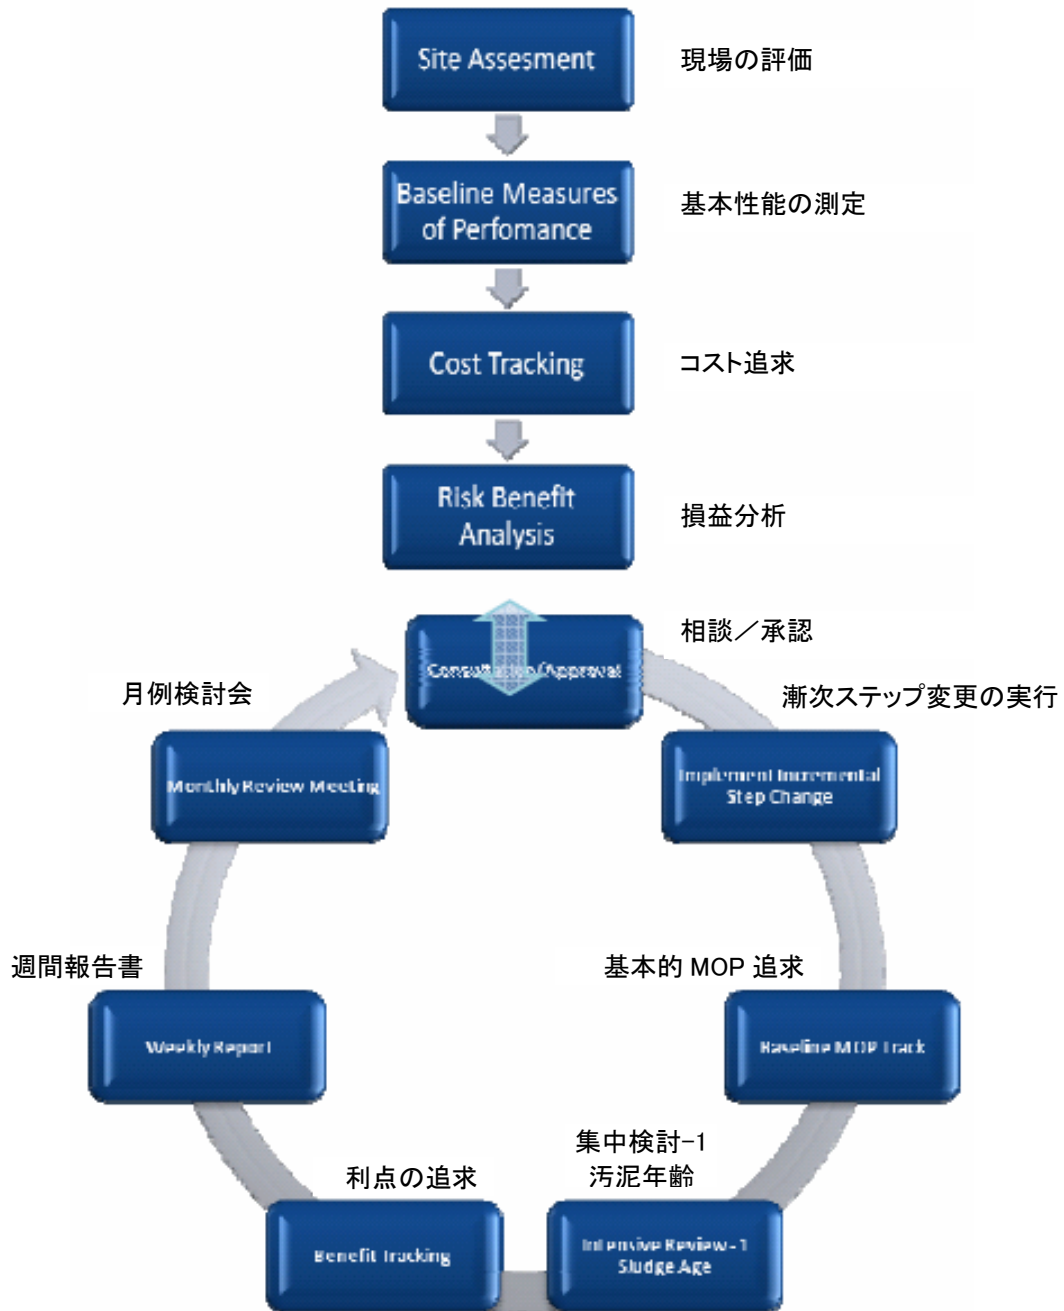 Site Assesment
現場の評価
Baseline Measures
of Perfomance
基本性能の測定
Cost Tracking
コスト追求
Risk Benefit
Analysis
損益分析
相談／承認
Consultation/Approval
漸次ステップ変更の実行
月例検討会
Monthly Review Meeting
Implement Incremental
Step Change
週間報告書
基本的 MOP 追求
Weekly Report
Baseline MOP Track
集中検討-1
汚泥年齢
利点の追求
Benefit Tracking
Intensive Review - 1
Sludge Age